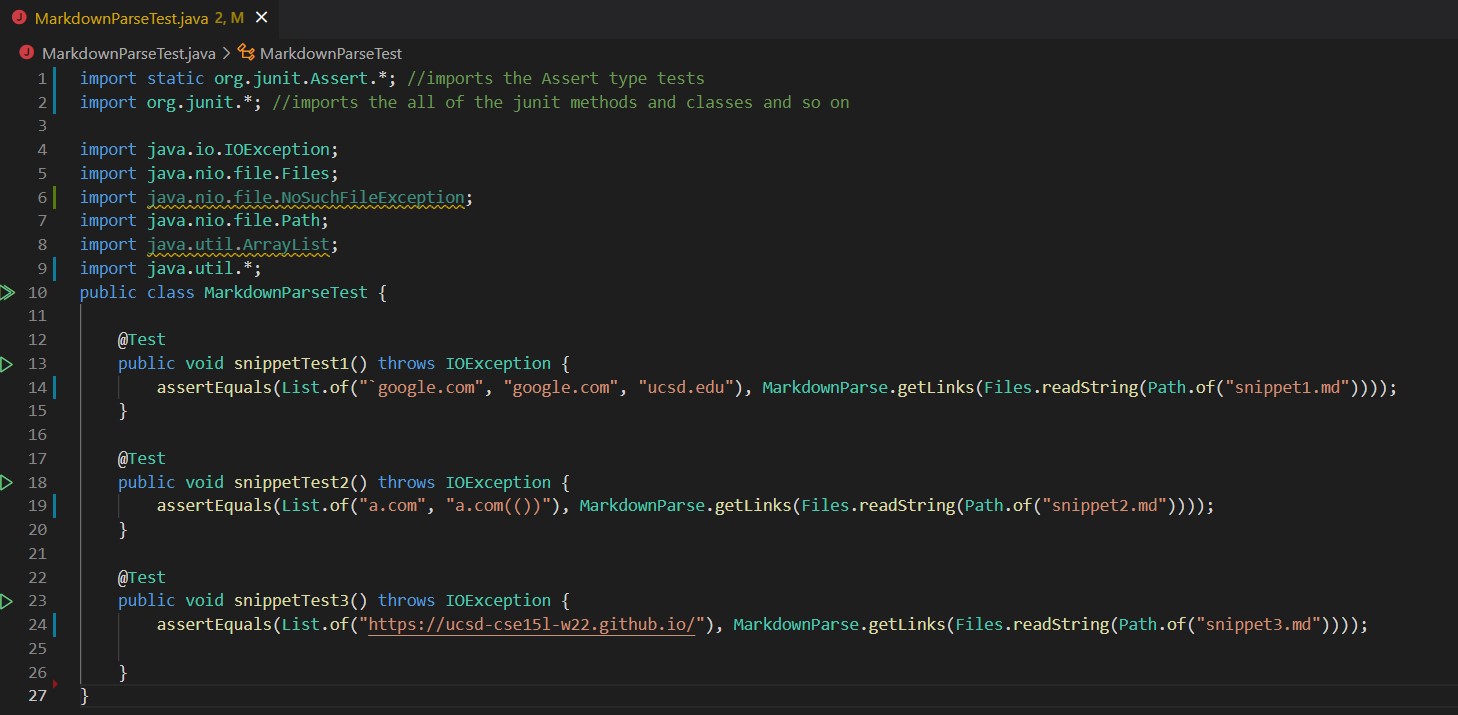 MarkdownParseTest.java 2, M
MarkdownParseTest.java > MarkdownParseTest
1 import static org.junit.Assert.*; //imports the Assert type tests
2 import org.junit.*; //imports the all of the junit methods and classes and so on
3
4 import java.io.IOException;
5 import java.nio.file.Files;
6 import java.nio.file.NoSuchFileException;
7 import java.nio.file.Path;
8 import java.util.ArrayList;
9 import java.util.*;
10 public class MarkdownParseTest {
11
12 @Test
13 public void snippetTest1() throws IOException {
14 assertEquals(List.of("`google.com", "google.com", "ucsd.edu"), MarkdownParse.getLinks(Files.readString(Path.of("snippet1.md"))));
15 }
16
17 @Test
18 public void snippetTest2() throws IOException {
19 assertEquals(List.of("a.com", "a.com(())"), MarkdownParse.getLinks(Files.readString(Path.of("snippet2.md"))));
20 }
21
22 @Test
23 public void snippetTest3() throws IOException {
24 assertEquals(List.of("https://ucsd-cse15l-w22.github.io/"), MarkdownParse.getLinks(Files.readString(Path.of("snippet3.md"))));
25
26 }
27 }